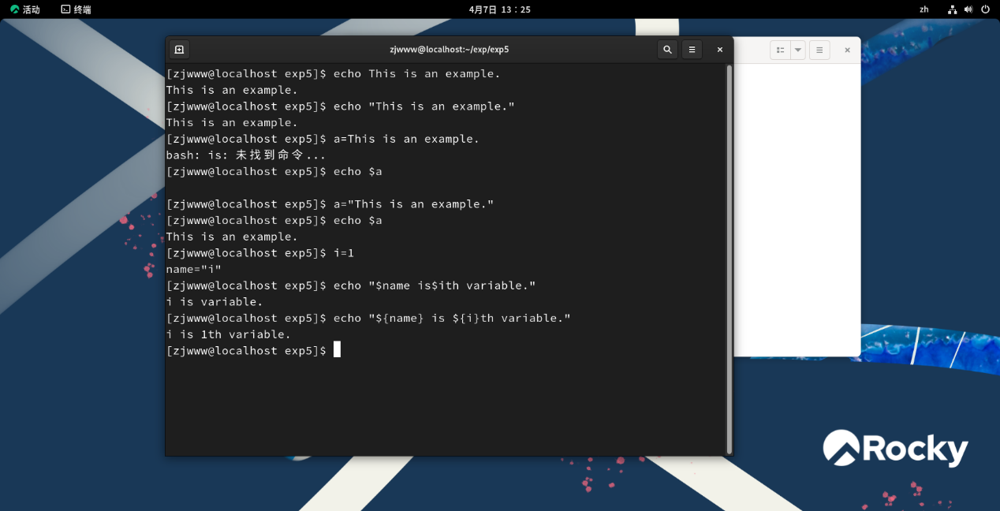 活动 终端 4月7日 13：25 zh
zjwww@localhost:~/exp/exp5
[zjwww@localhost exp5]$ echo This is an example.
This is an example.
[zjwww@localhost exp5]$ echo "This is an example."
This is an example.
[zjwww@localhost exp5]$ a=This is an example.
bash: is: 未找到命令...
[zjwww@localhost exp5]$ echo $a
[zjwww@localhost exp5]$ a="This is an example."
[zjwww@localhost exp5]$ echo $a
This is an example.
[zjwww@localhost exp5]$ i=1
name="i"
[zjwww@localhost exp5]$ echo "$name is$ith variable."
i is variable.
[zjwww@localhost exp5]$ echo "${name} is ${i}th variable."
i is 1th variable.
[zjwww@localhost exp5]$
Rocky